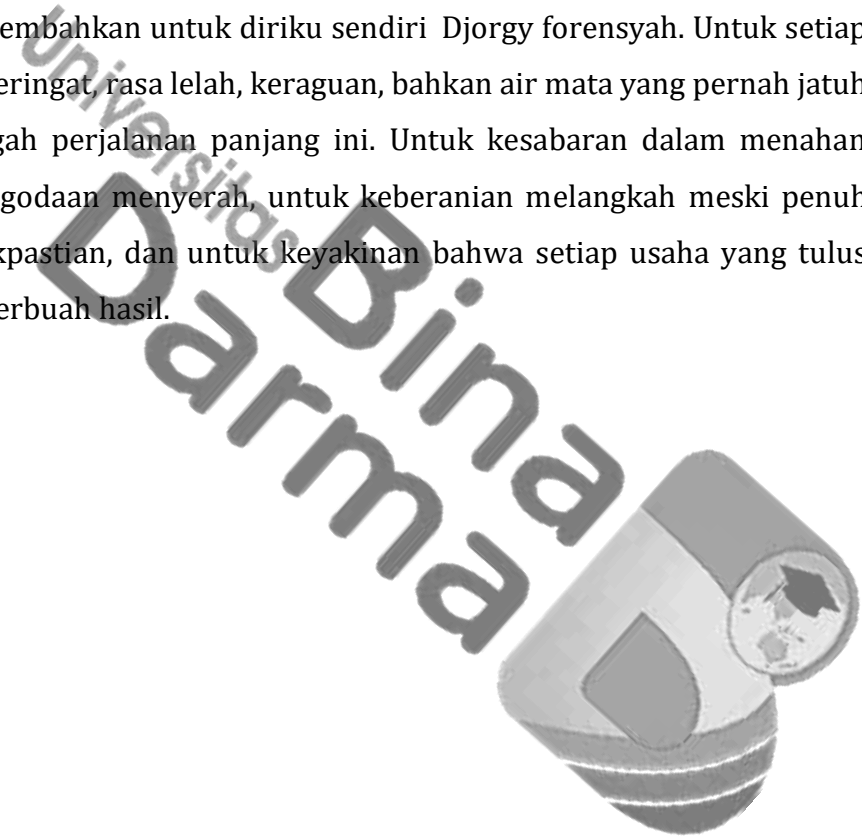 embahkan untuk diriku sendiri Djorgy forensyah. Untuk setiap
eringat, rasa lelah, keraguan, bahkan air mata yang pernah jatuh
gah perjalanan panjang ini. Untuk kesabaran dalam menahan
godaan menyerah, untuk keberanian melangkah meski penuh
kpastian, dan untuk keyakinan bahwa setiap usaha yang tulus
erbuah hasil.
Universitas
Bina
Darma